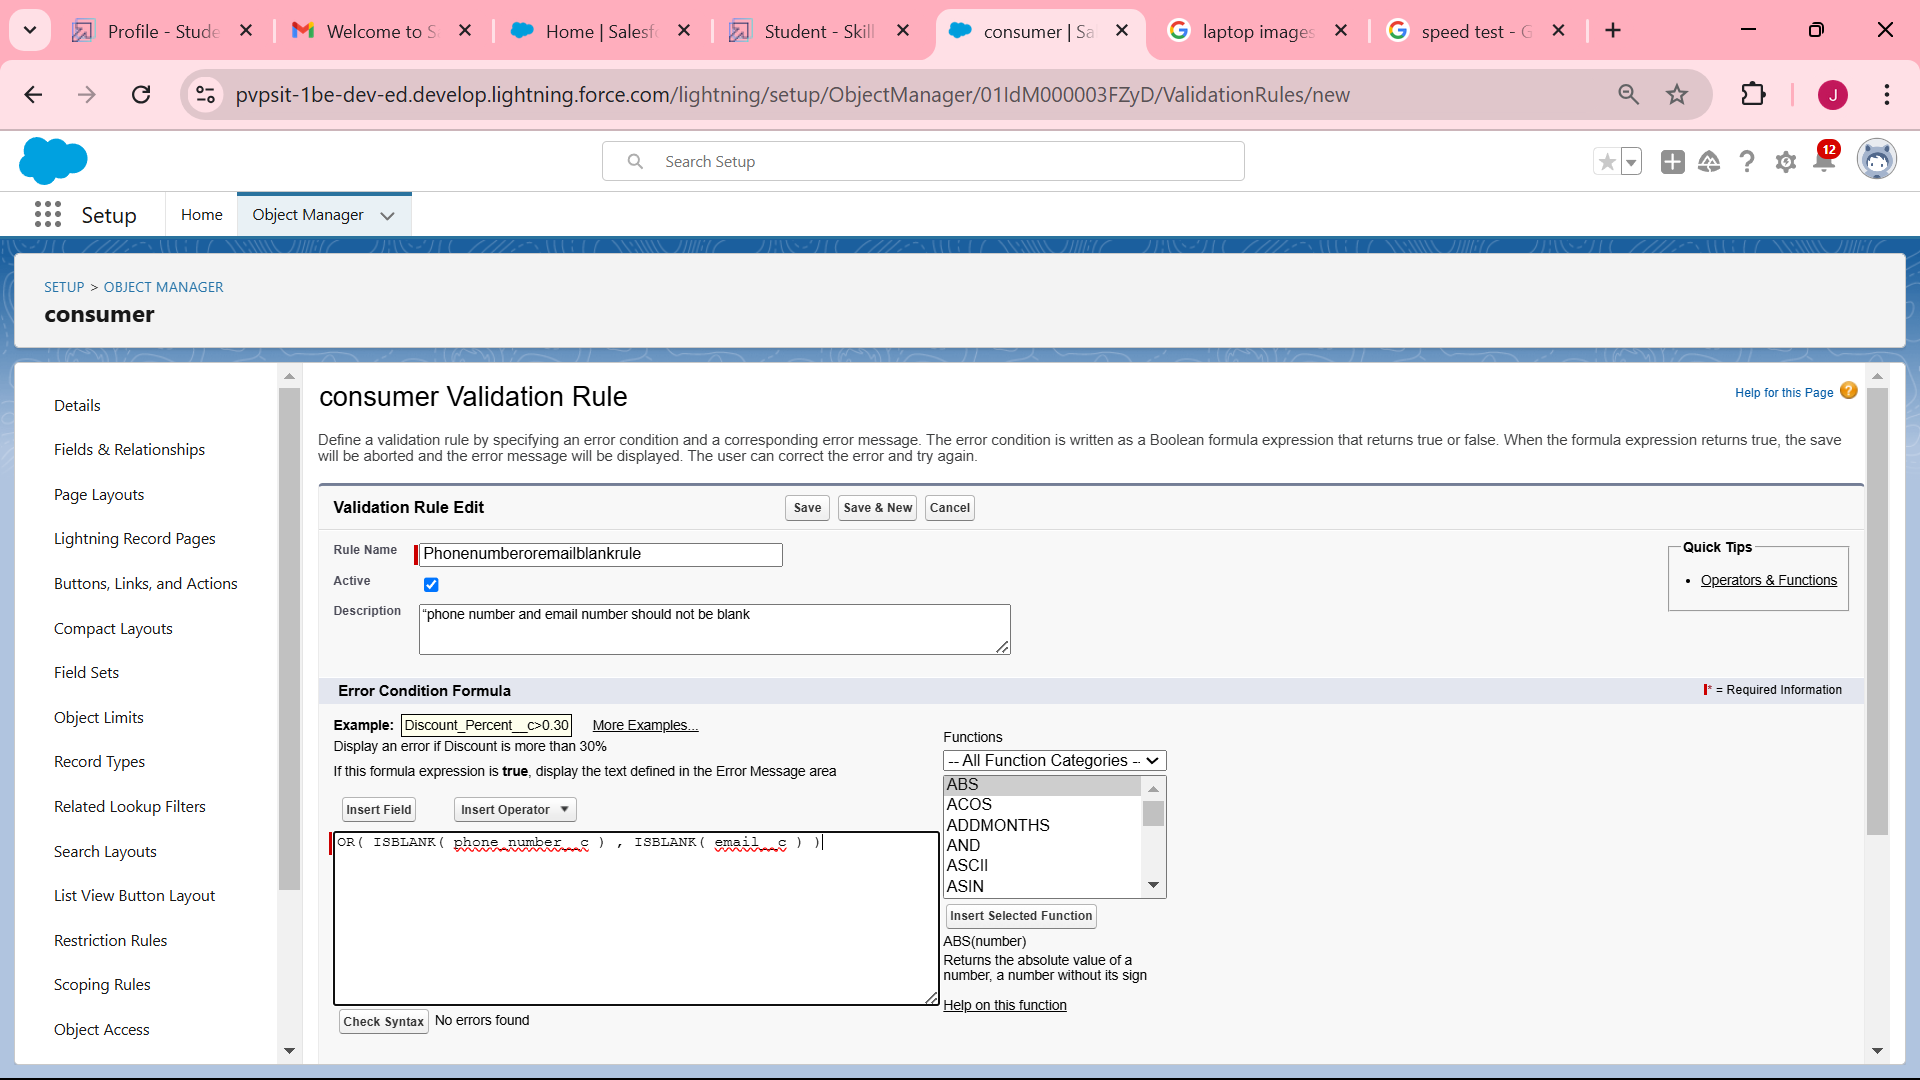 Profile - Stude
Welcome to S
Home | Salesfo
Student - Skill
consumer | Sa
laptop images
speed test - G
pvpsit-1be-dev-ed.develop.lightning.force.com/lightning/setup/ObjectManager/01IdM000003FZyD/ValidationRules/new
J
Search Setup
12
Setup
Home
Object Manager
SETUP > OBJECT MANAGER
consumer
Details
Fields & Relationships
Page Layouts
Lightning Record Pages
Buttons, Links, and Actions
Compact Layouts
Field Sets
Object Limits
Record Types
Related Lookup Filters
Search Layouts
List View Button Layout
Restriction Rules
Scoping Rules
Object Access
consumer Validation Rule
Help for this Page
Define a validation rule by specifying an error condition and a corresponding error message. The error condition is written as a Boolean formula expression that returns true or false. When the formula expression returns true, the save
will be aborted and the error message will be displayed. The user can correct the error and try again.
Validation Rule Edit
Save
Save & New
Cancel
Rule Name
Phonenumberoremailblankrule
Active
Description
“phone number and email number should not be blank
Quick Tips
• Operators & Functions
Error Condition Formula
* = Required Information
Example: Discount_Percent__c>0.30 More Examples...
Display an error if Discount is more than 30%
If this formula expression is true, display the text defined in the Error Message area
Insert Field
Insert Operator
OR( ISBLANK( phone_number__c ) , ISBLANK( email__c ) )
Check Syntax
No errors found
Functions
-- All Function Categories --
ABS
ACOS
ADDMONTHS
AND
ASCII
ASIN
Insert Selected Function
ABS(number)
Returns the absolute value of a
number, a number without its sign
Help on this function